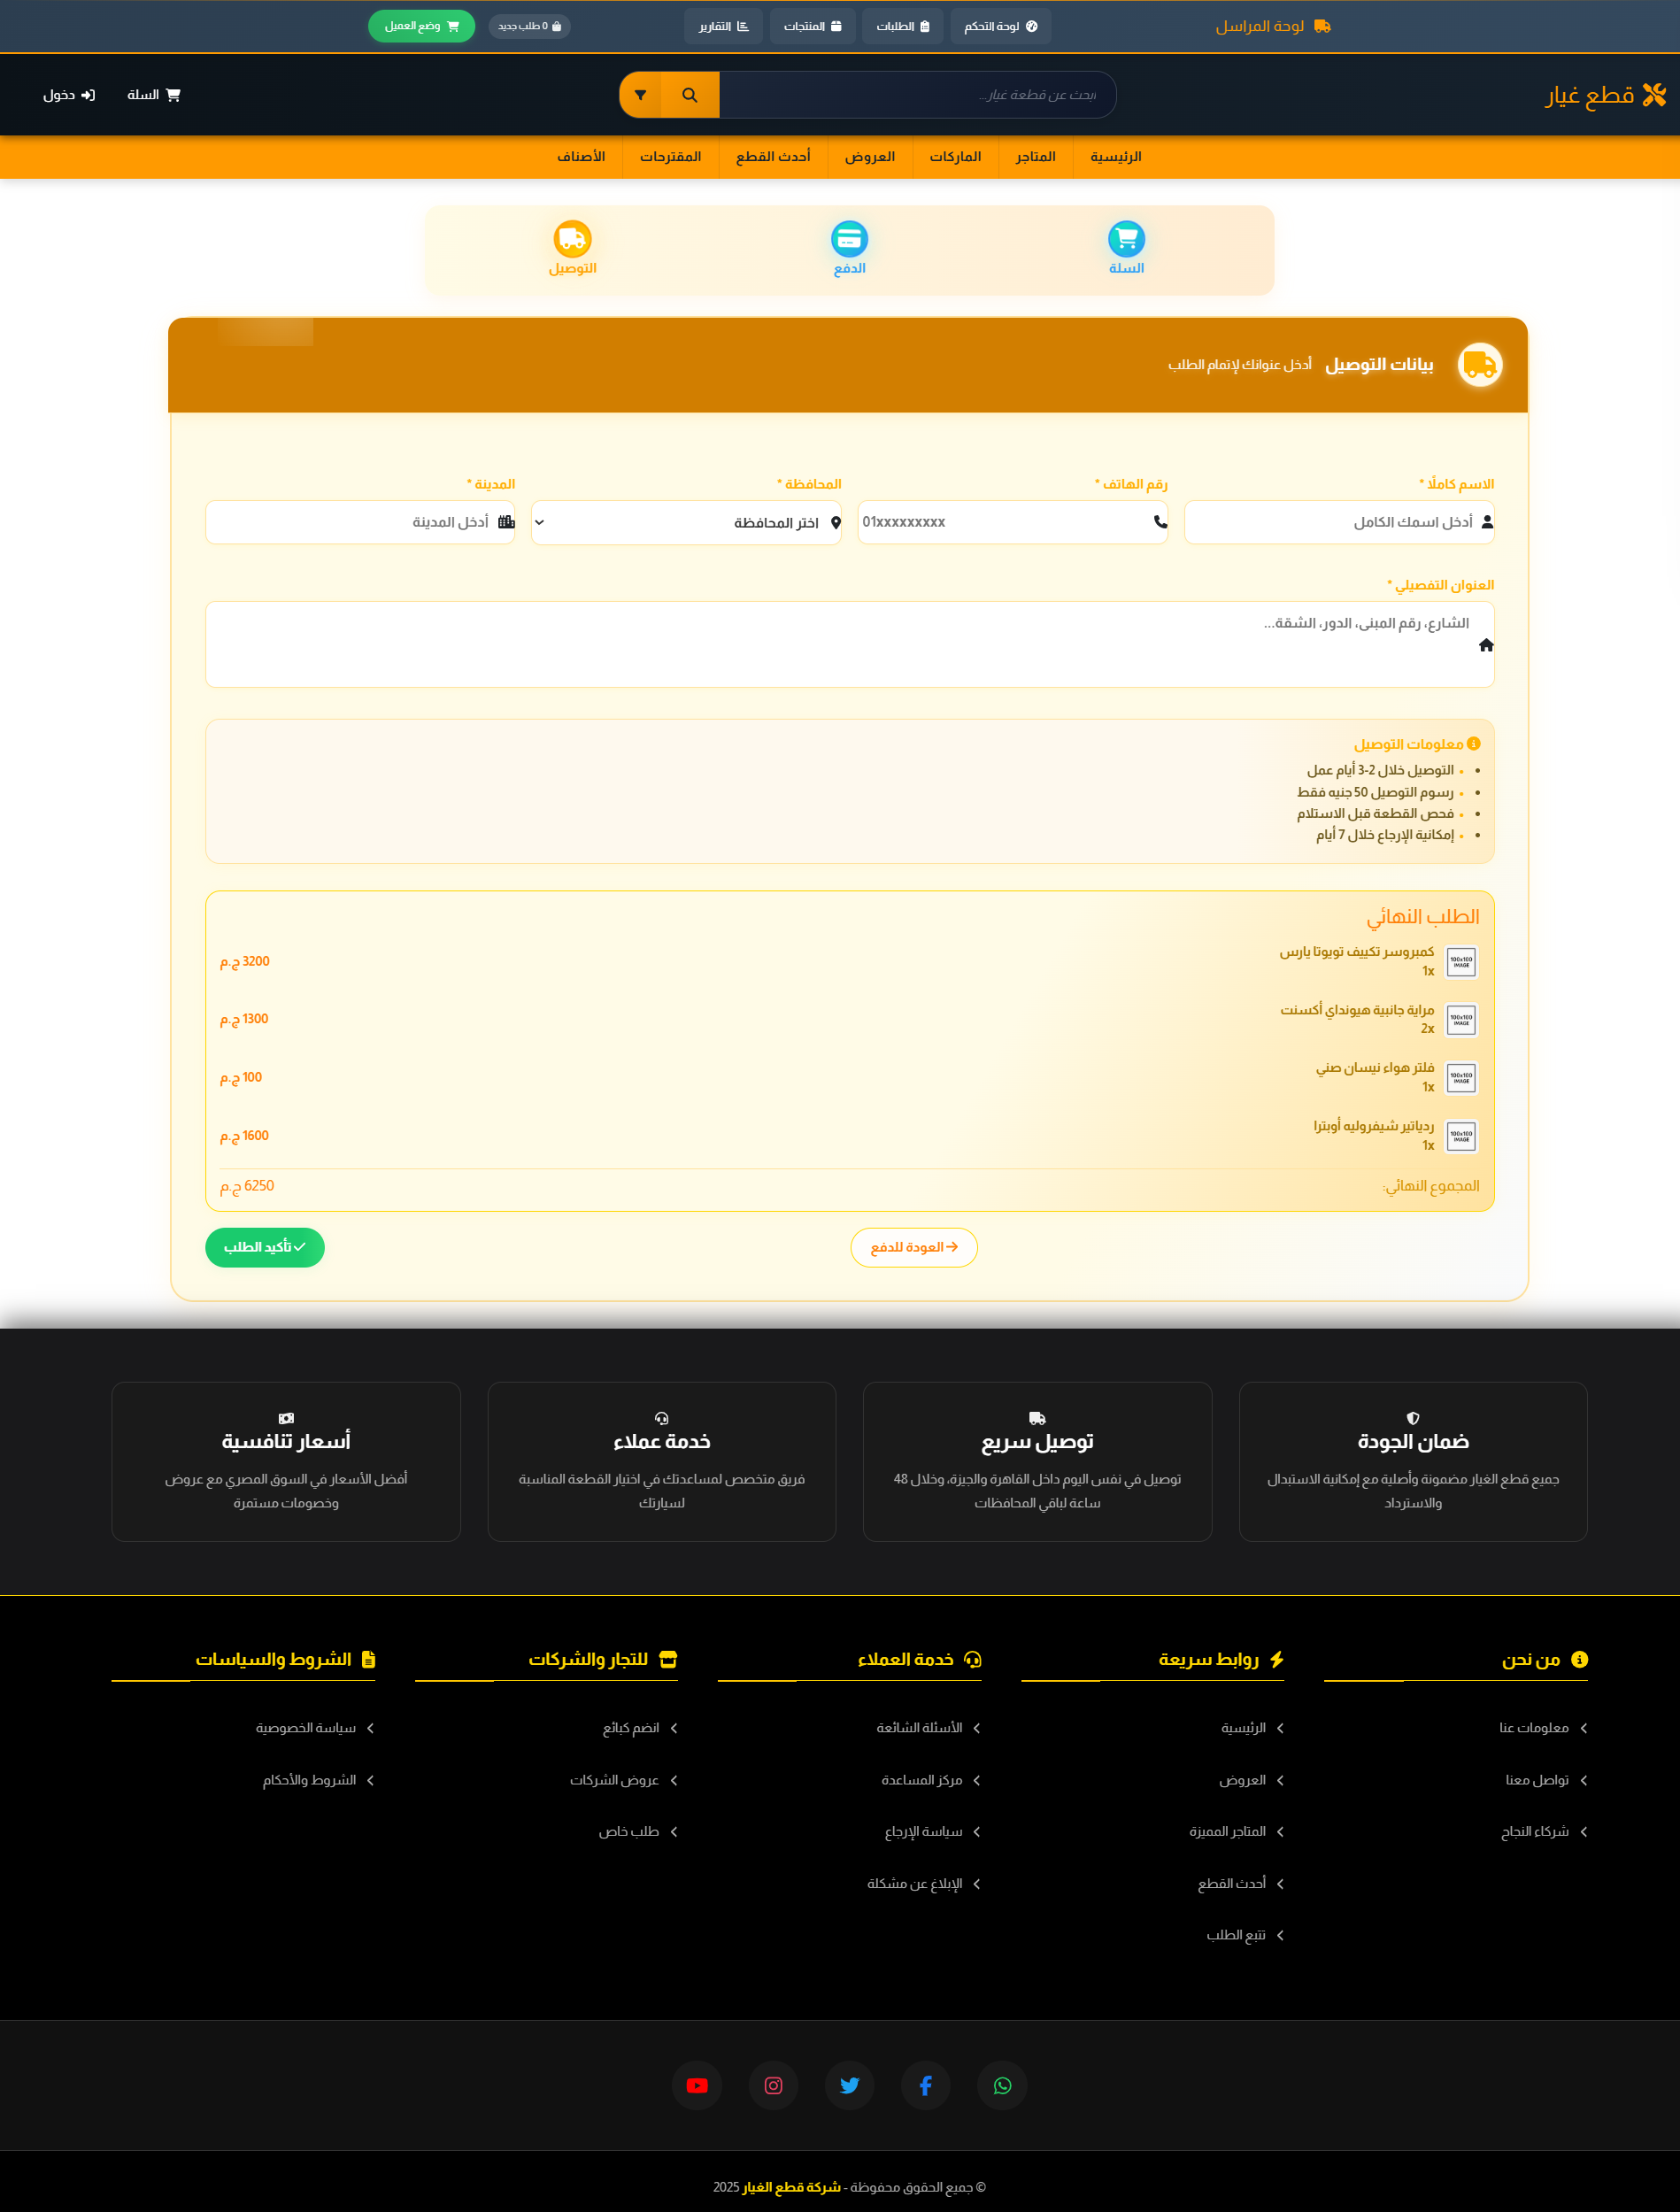 لوحة المراسل
لوحة التحكم
الطلبات
المنتجات
التقارير
0 طلب جديد
وضع العميل
قطع غيار
ابحث عن قطعة غيار...
السلة
دخول
الرئيسية
المتاجر
الماركات
العروض
أحدث القطع
المقترحات
الأصناف
السلة
الدفع
التوصيل
بيانات التوصيل
أدخل عنوانك لإتمام الطلب
الاسم كاملاً *
رقم الهاتف *
المحافظة *
المدينة *
أدخل اسمك الكامل
01xxxxxxxxx
اختر المحافظة
أدخل المدينة
العنوان التفصيلي *
الشارع، رقم المبنى، الدور، الشقة...
معلومات التوصيل
• التوصيل خلال 2-3 أيام عمل
• رسوم التوصيل 50 جنيه فقط
• فحص القطعة قبل الاستلام
• إمكانية الإرجاع خلال 7 أيام
الطلب النهائي
100x100
IMAGE
كمبروسر تكييف تويوتا يارس
1x
3200 ج.م
100x100
IMAGE
مراية جانبية هيونداي أكسنت
2x
1300 ج.م
100x100
IMAGE
فلتر هواء نيسان صني
1x
100 ج.م
100x100
IMAGE
ردياتير شيفروليه أوبترا
1x
1600 ج.م
المجموع النهائي:
6250 ج.م
العودة للدفع
تأكيد الطلب
ضمان الجودة
جميع قطع الغيار مضمونة وأصلية مع إمكانية الاستبدال
والاسترداد
توصيل سريع
توصيل في نفس اليوم داخل القاهرة والجيزة، وخلال 48
ساعة لباقي المحافظات
خدمة عملاء
فريق متخصص لمساعدتك في اختيار القطعة المناسبة
لسيارتك
أسعار تنافسية
أفضل الأسعار في السوق المصري مع عروض
وخصومات مستمرة
من نحن
معلومات عنا
تواصل معنا
شركاء النجاح
روابط سريعة
الرئيسية
العروض
المتاجر المميزة
أحدث القطع
تتبع الطلب
خدمة العملاء
الأسئلة الشائعة
مركز المساعدة
سياسة الإرجاع
الإبلاغ عن مشكلة
للتجار والشركات
انضم كبائع
عروض الشركات
طلب خاص
الشروط والسياسات
سياسة الخصوصية
الشروط والأحكام
© جميع الحقوق محفوظة - شركة قطع الغيار 2025